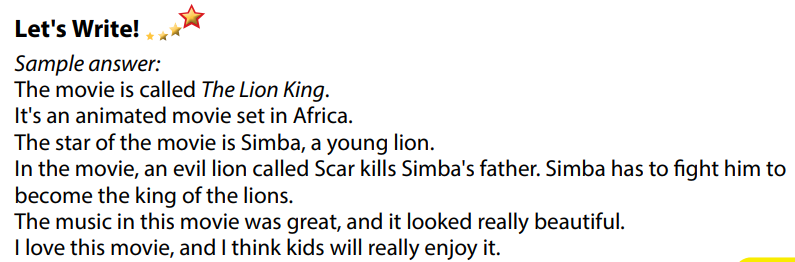 Let's Write!
Sample answer:
The movie is called The Lion King.
It's an animated movie set in Africa.
The star of the movie is Simba, a young lion.
In the movie, an evil lion called Scar kills Simba's father. Simba has to fight him to
become the king of the lions.
The music in this movie was great, and it looked really beautiful.
I love this movie, and I think kids will really enjoy it.